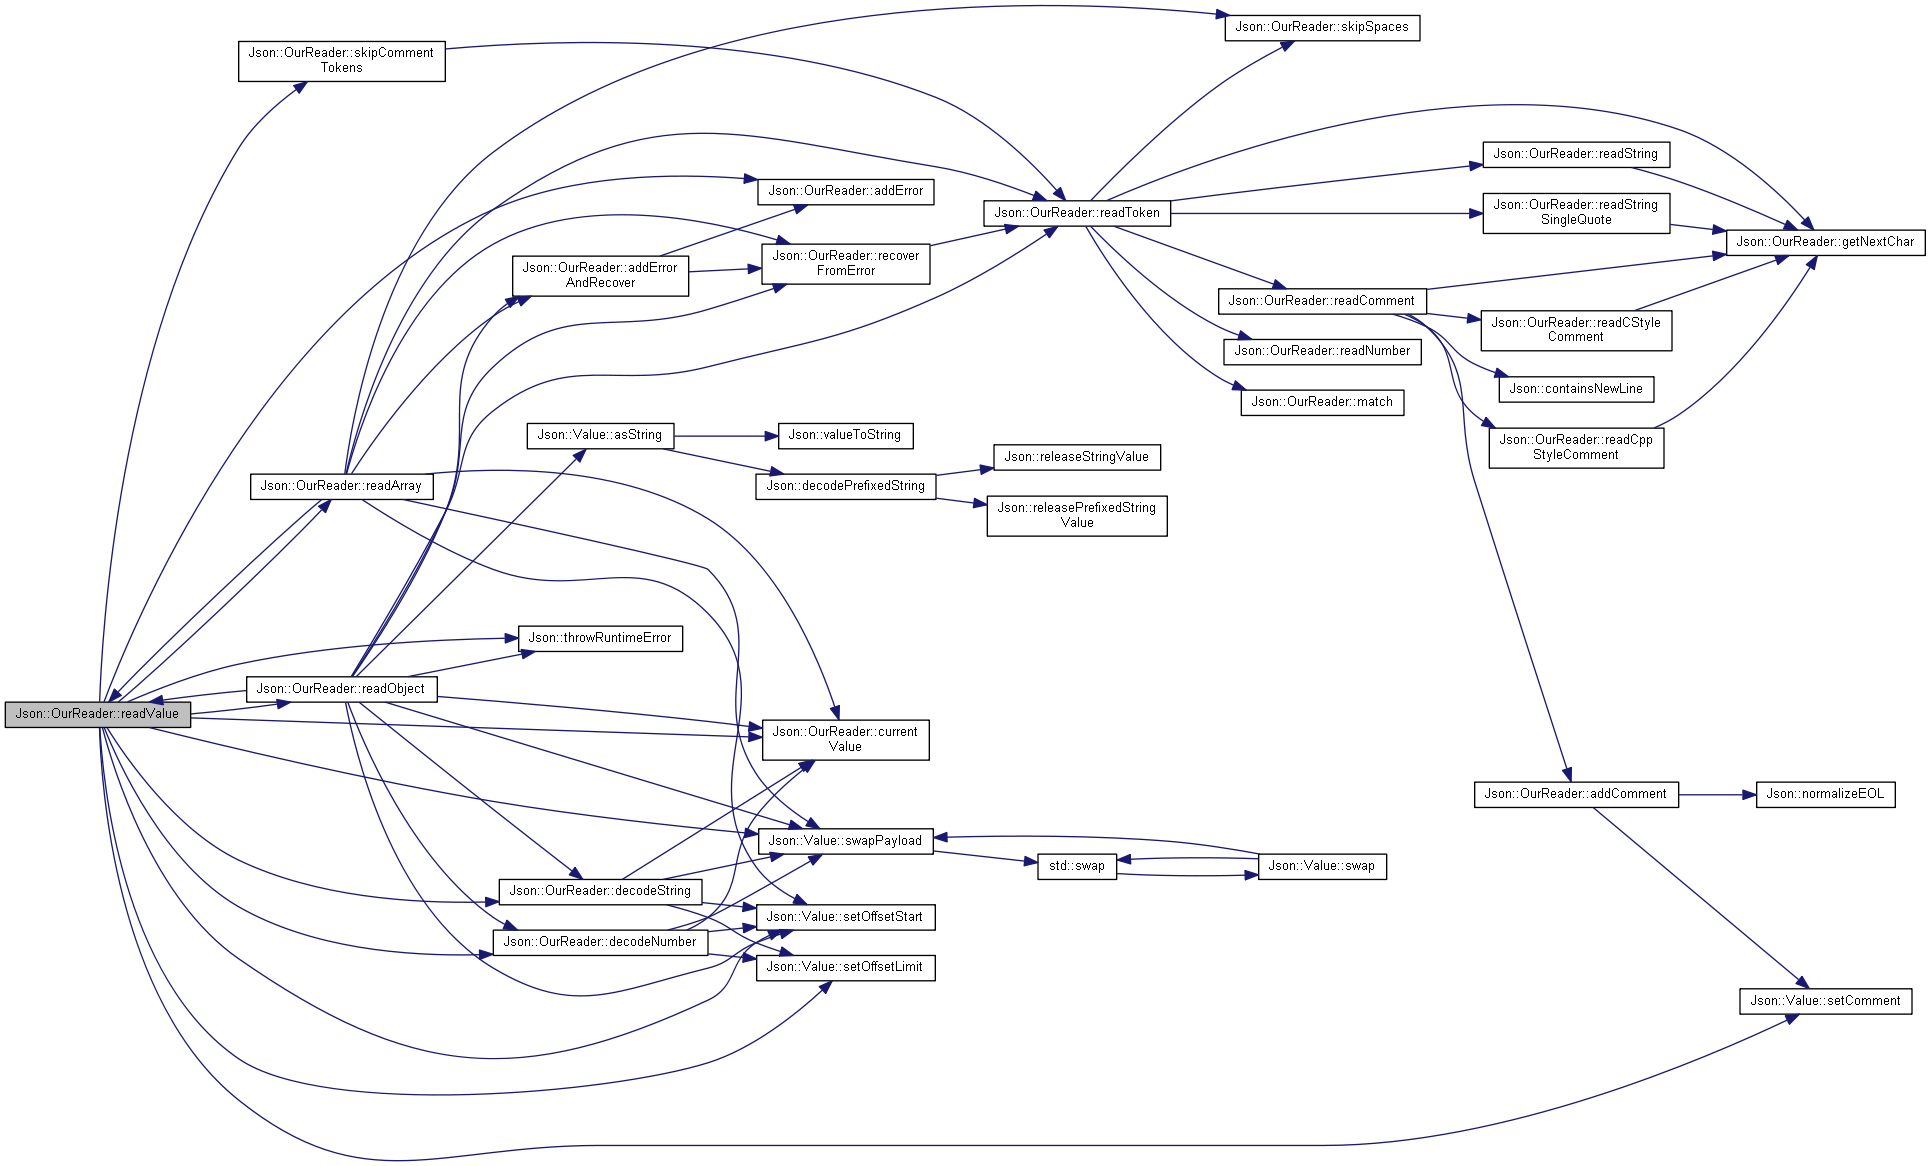 Json::OurReader::skipSpaces
Json::OurReader::skipComment
Tokens
Json::OurReader::readString
Json::OurReader::addError
Json::OurReader::readToken
Json::OurReader::readString
SingleQuote
Json::OurReader::getNextChar
Json::OurReader::recover
FromError
Json::OurReader::addError
AndRecover
Json::OurReader::readComment
Json::OurReader::readCStyle
Comment
Json::OurReader::readNumber
Json::containsNewLine
Json::OurReader::match
Json::Value::asString
Json::valueToString
Json::OurReader::readCpp
StyleComment
Json::releaseStringValue
Json::OurReader::readArray
Json::decodePrefixedString
Json::releasePrefixedString
Value
Json::throwRuntimeError
Json::OurReader::readObject
Json::OurReader::readValue
Json::OurReader::current
Value
Json::OurReader::addComment
Json::normalizeEOL
Json::Value::swapPayload
std::swap
Json::Value::swap
Json::OurReader::decodeString
Json::Value::setOffsetStart
Json::OurReader::decodeNumber
Json::Value::setOffsetLimit
Json::Value::setComment